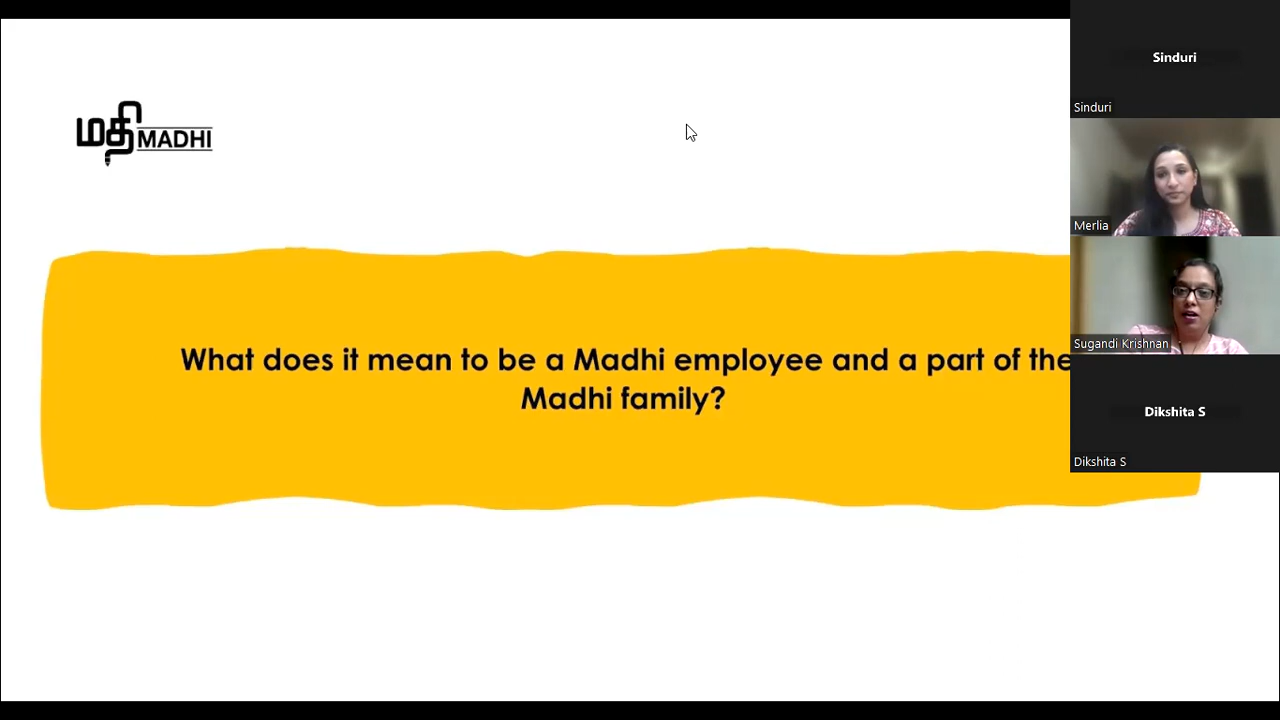 மதி MADHI
What does it mean to be a Madhi employee and a part of the
Madhi family?
Sinduri
Sinduri
Merlia
Sugandi Krishnan
Dikshita S
Dikshita S